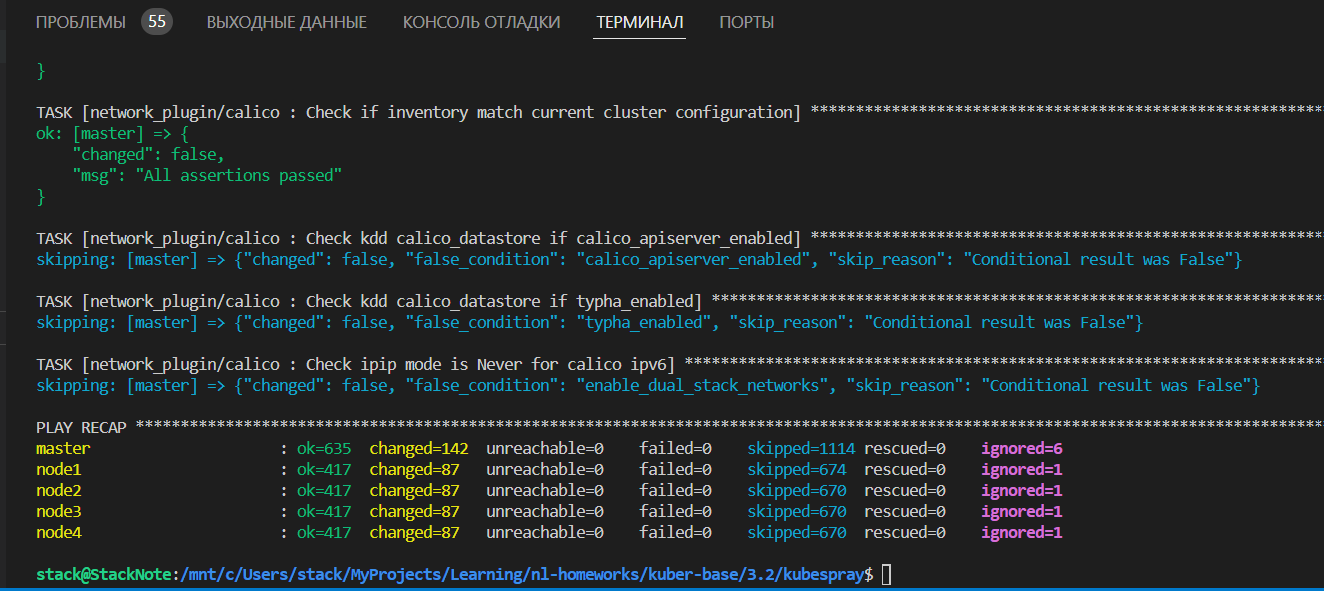 ПРОБЛЕМЫ 55 ВЫХОДНЫЕ ДАННЫЕ КОНСОЛЬ ОТЛАДКИ ТЕРМИНАЛ ПОРТЫ
}
TASK [network_plugin/calico : Check if inventory match current cluster configuration] *********************************************************
ok: [master] => {
    "changed": false,
    "msg": "All assertions passed"
}
TASK [network_plugin/calico : Check kdd calico_datastore if calico_apiserver_enabled] *********************************************************
skipping: [master] => {"changed": false, "false_condition": "calico_apiserver_enabled", "skip_reason": "Conditional result was False"}
TASK [network_plugin/calico : Check kdd calico_datastore if typha_enabled] ********************************************************************
skipping: [master] => {"changed": false, "false_condition": "typha_enabled", "skip_reason": "Conditional result was False"}
TASK [network_plugin/calico : Check ipip mode is Never for calico ipv6] ***********************************************************************
skipping: [master] => {"changed": false, "false_condition": "enable_dual_stack_networks", "skip_reason": "Conditional result was False"}
PLAY RECAP ************************************************************************************************************************************
master                     : ok=635  changed=142  unreachable=0    failed=0    skipped=1114 rescued=0    ignored=6
node1                      : ok=417  changed=87   unreachable=0    failed=0    skipped=674  rescued=0    ignored=1
node2                      : ok=417  changed=87   unreachable=0    failed=0    skipped=670  rescued=0    ignored=1
node3                      : ok=417  changed=87   unreachable=0    failed=0    skipped=670  rescued=0    ignored=1
node4                      : ok=417  changed=87   unreachable=0    failed=0    skipped=670  rescued=0    ignored=1
stack@StackNote:/mnt/c/Users/stack/MyProjects/Learning/nl-homeworks/kuber-base/3.2/kubespray$